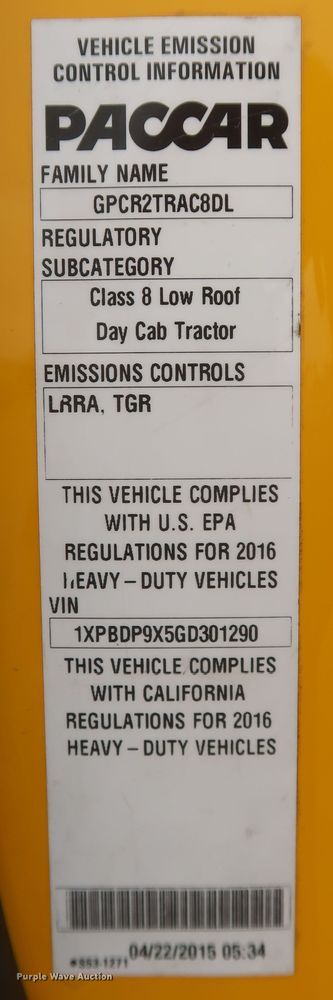 VEHICLE EMISSION
CONTROL INFORMATION
PACCAR
FAMILY NAME
GPCR2TRAC8DL
REGULATORY
SUBCATEGORY
Class 8 Low Roof
Day Cab Tractor
EMISSIONS CONTROLS
LRRA, TGR
THIS VEHICLE COMPLIES
WITH U.S. EPA
REGULATIONS FOR 2016
HEAVY – DUTY VEHICLES
VIN
1XPBDP9X5GD301290
THIS VEHICLE COMPLIES
WITH CALIFORNIA
REGULATIONS FOR 2016
HEAVY – DUTY VEHICLES
04/22/2015 05:34
Purple Wave Auction